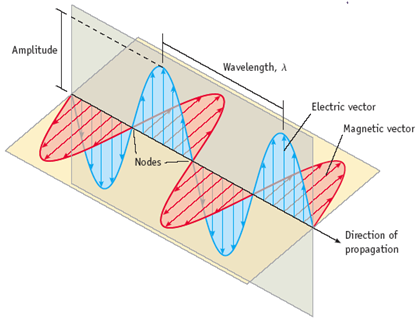 Amplitude
Wavelength, λ
Electric vector
Magnetic vector
Nodes
Direction of
propagation